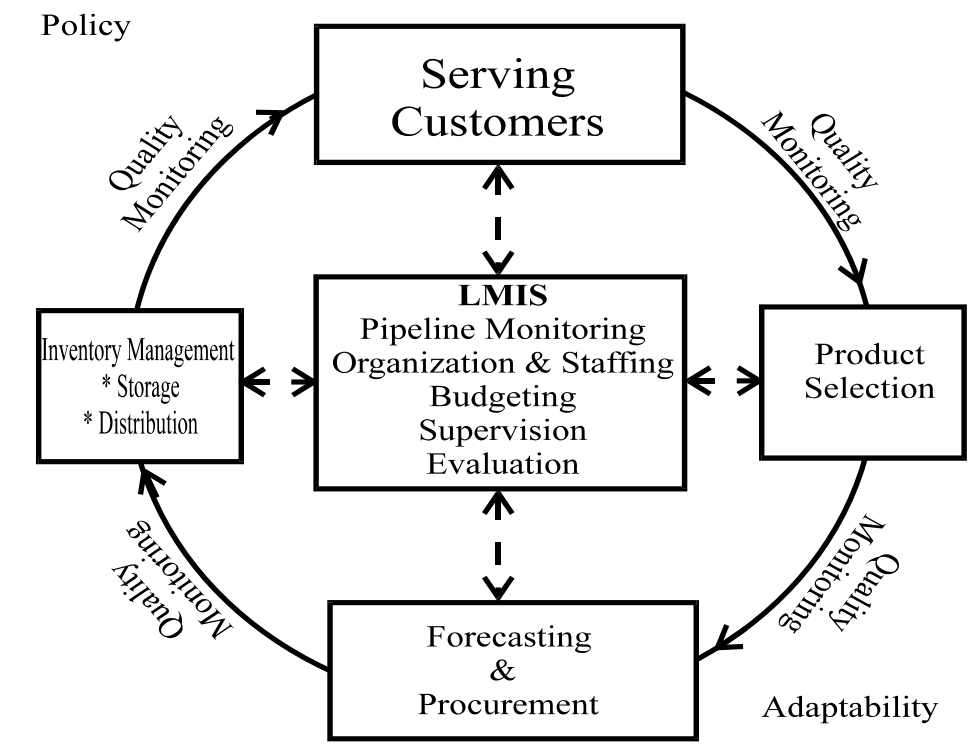 Policy
Serving
Customers
Quality
Monitoring
Quality
Monitoring
LMIS
Pipeline Monitoring
Organization & Staffing
Budgeting
Supervision
Evaluation
Inventory Management
* Storage
* Distribution
Product
Selection
Quality
Monitoring
Quality
Monitoring
Forecasting
&
Procurement
Adaptability